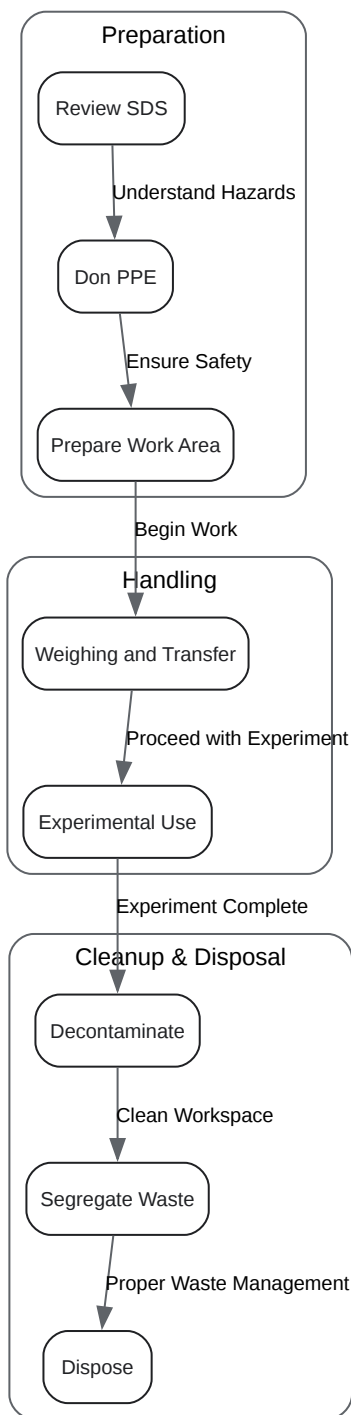 Preparation
Review SDS
Understand Hazards
Don PPE
Ensure Safety
Prepare Work Area
Begin Work
Handling
Weighing and Transfer
Proceed with Experiment
Experimental Use
Experiment Complete
Cleanup & Disposal
Decontaminate
Clean Workspace
Segregate Waste
Proper Waste Management
Dispose